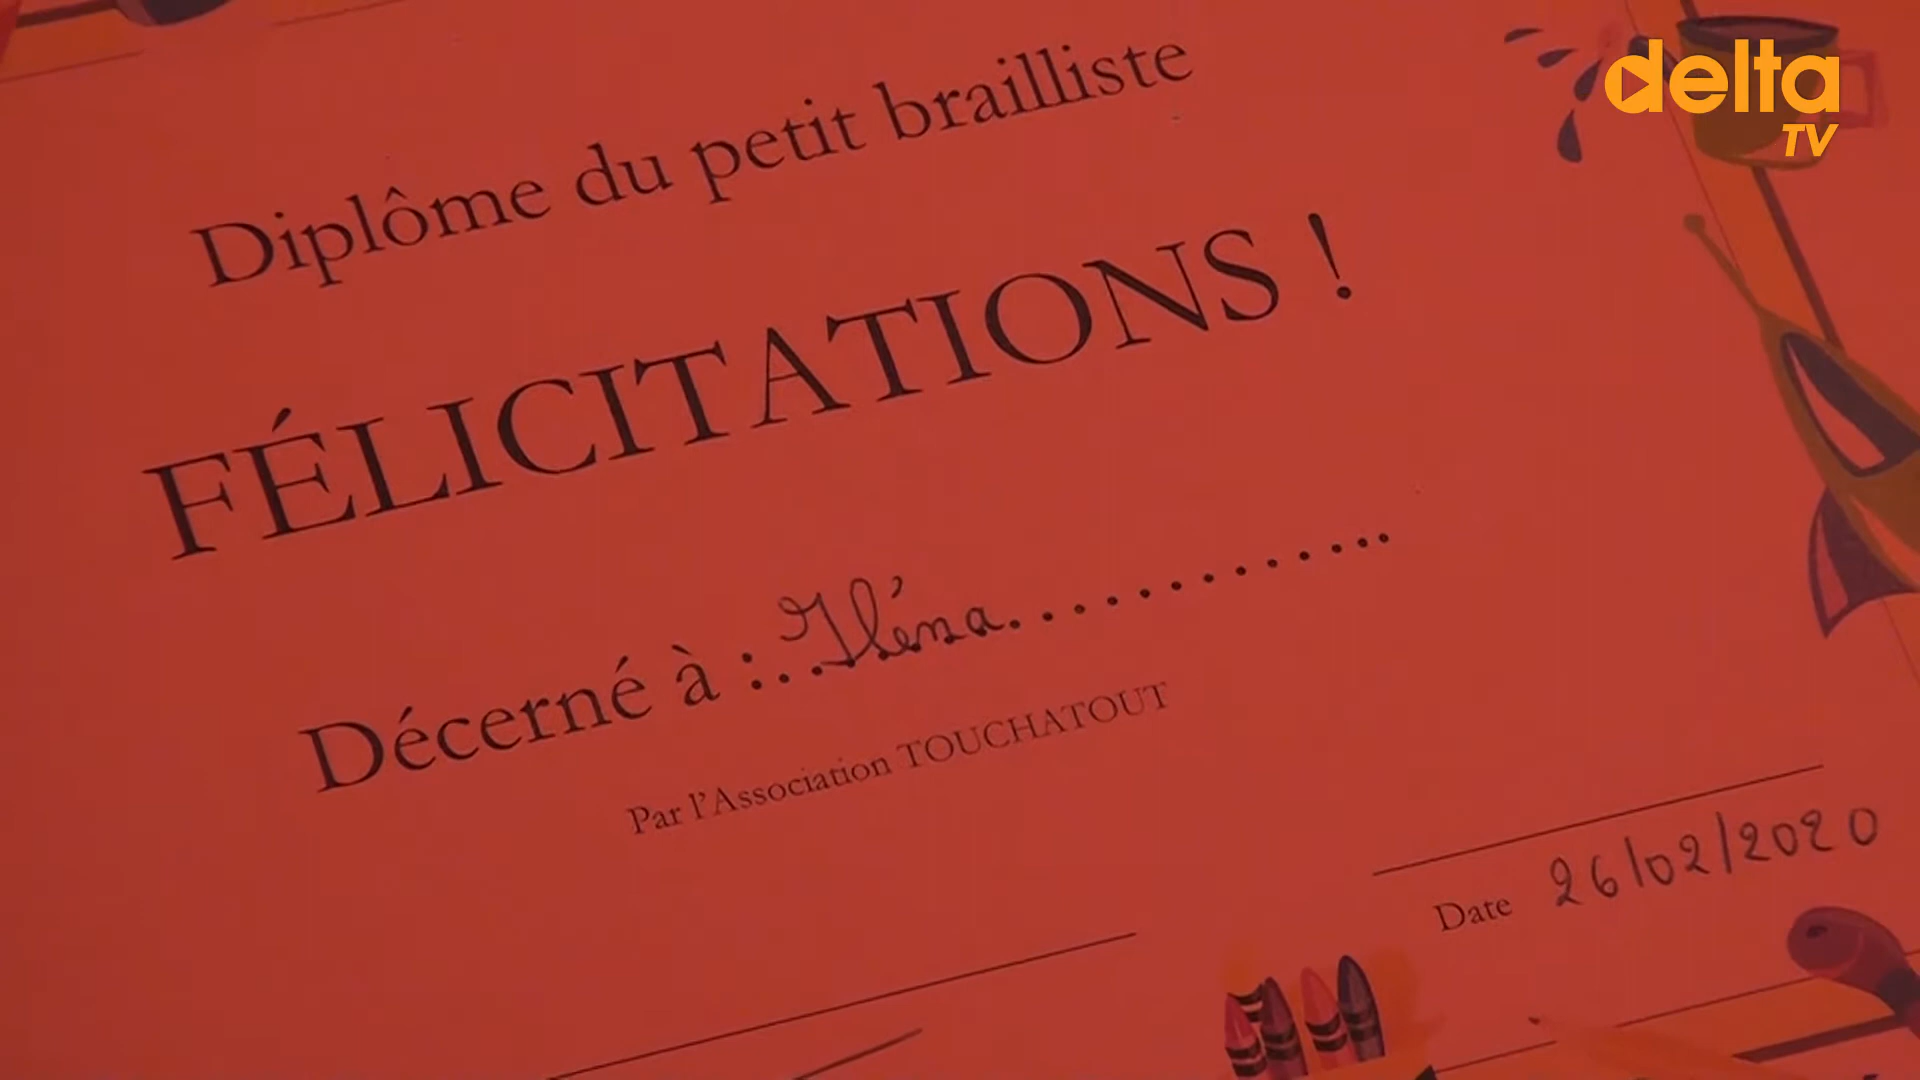 delta
TV
Diplôme du petit brailliste
FÉLICITATIONS !
Décerné à :...Iléna.............
Par l'Association TOUCHATOUT
Date 26/02/2020